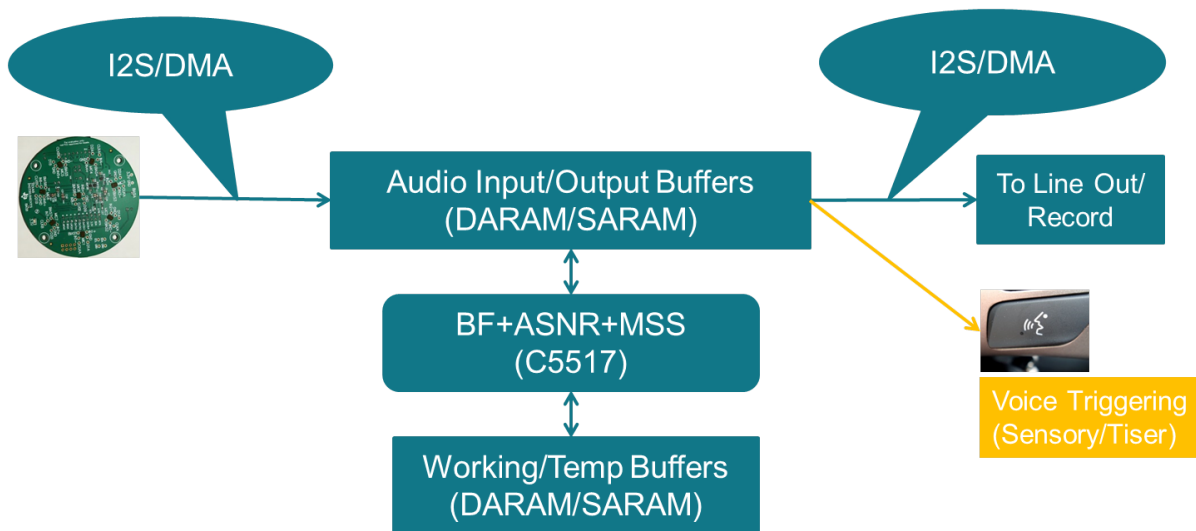 I2S/DMA
I2S/DMA
Audio Input/Output Buffers
(DARAM/SARAM)
To Line Out/
Record
BF+ASNR+MSS
(C5517)
Voice Triggering
(Sensory/Tiser)
Working/Temp Buffers
(DARAM/SARAM)